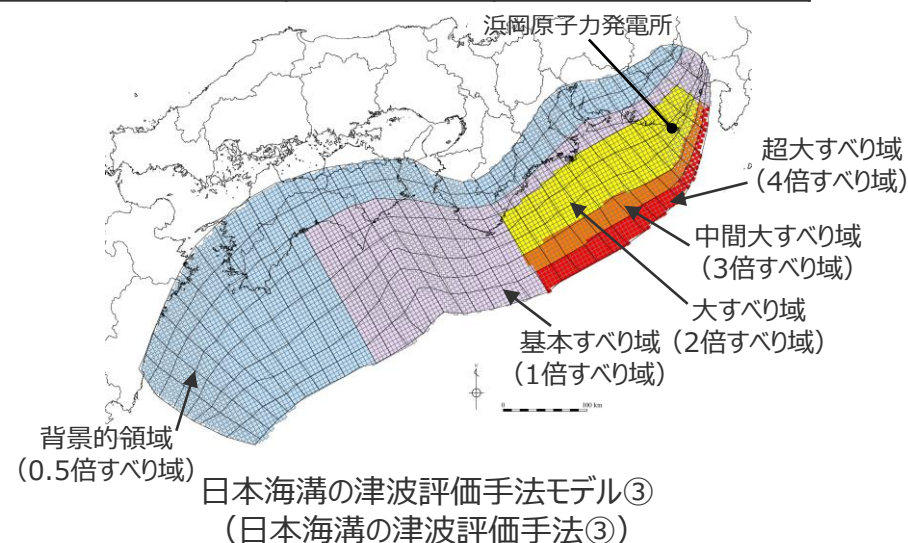 浜岡原子力発電所
超大すべり域
（4倍すべり域）
中間大すべり域
（3倍すべり域）
大すべり域
（2倍すべり域）
基本すべり域
（1倍すべり域）
100 km
背景的領域
（0.5倍すべり域）
日本海溝の津波評価手法モデル③
（日本海溝の津波評価手法③）